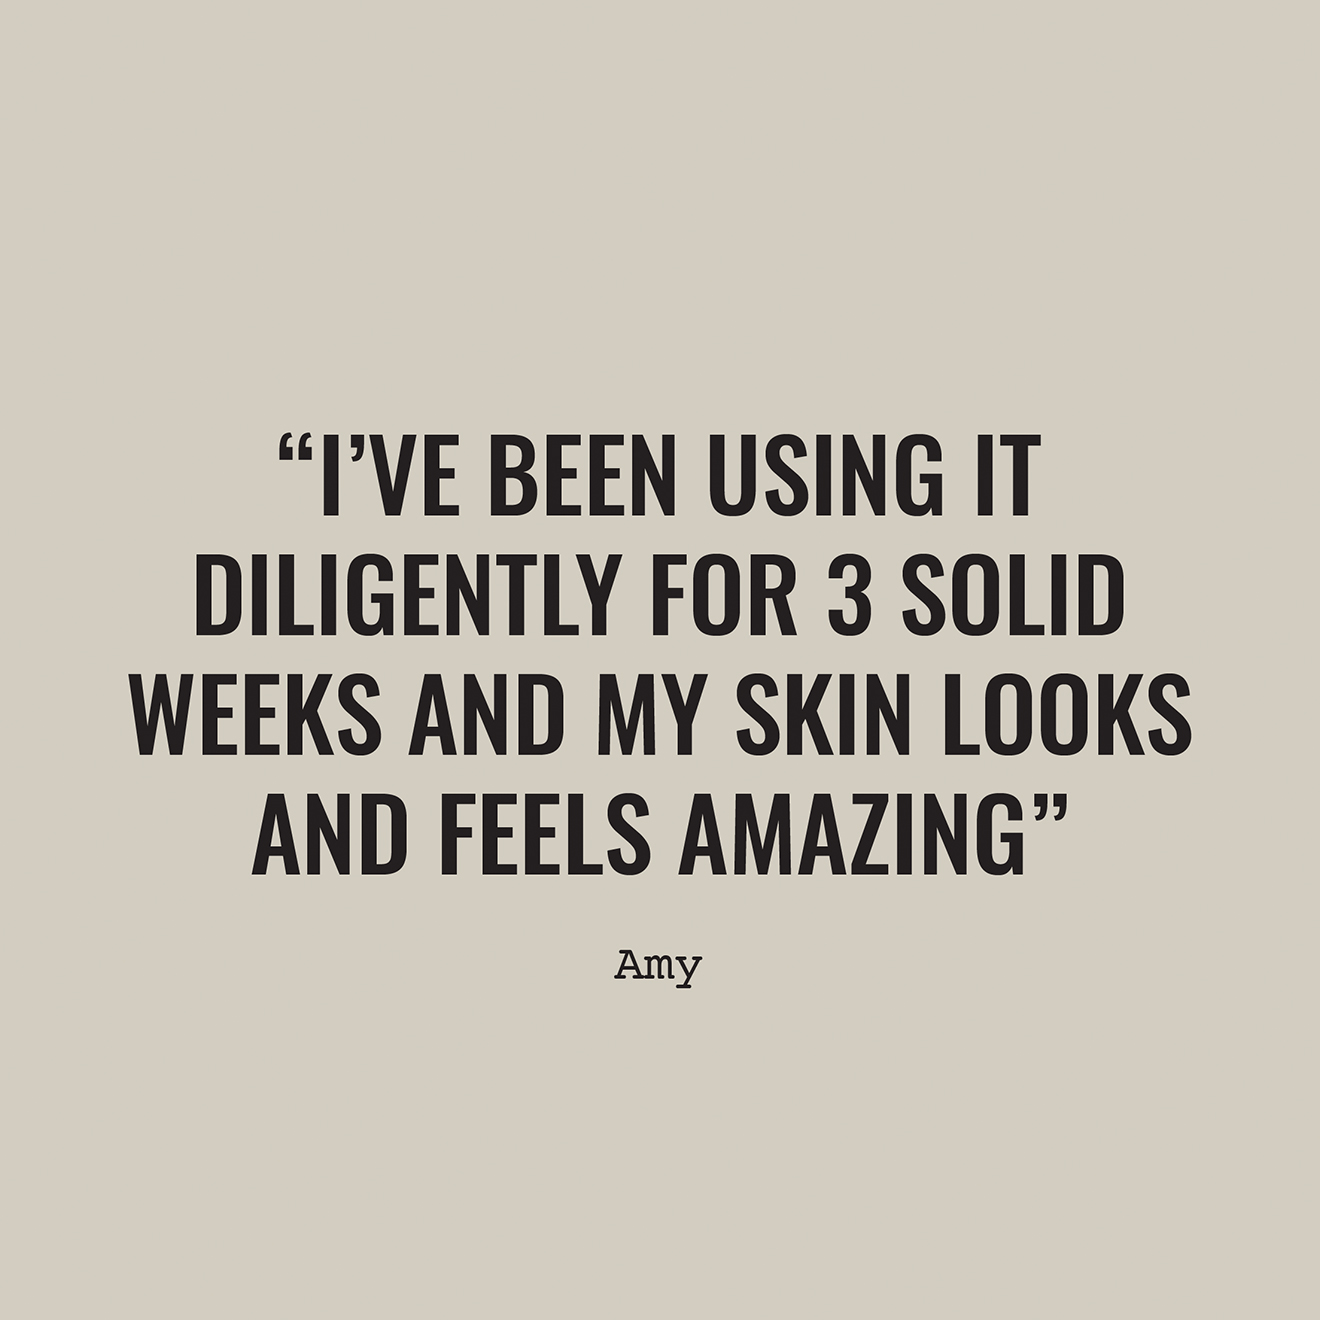 “I’VE BEEN USING IT
DILIGENTLY FOR 3 SOLID
WEEKS AND MY SKIN LOOKS
AND FEELS AMAZING”
Amy